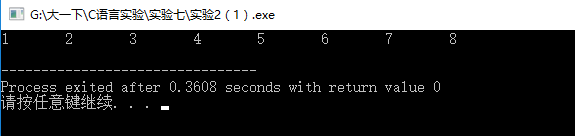 G:\大一下\C语言实验\实验七\实验2（1）.exe
1 2 3 4 5 6 7 8
--------------------------------
Process exited after 0.3608 seconds with return value 0
请按任意键继续. . .